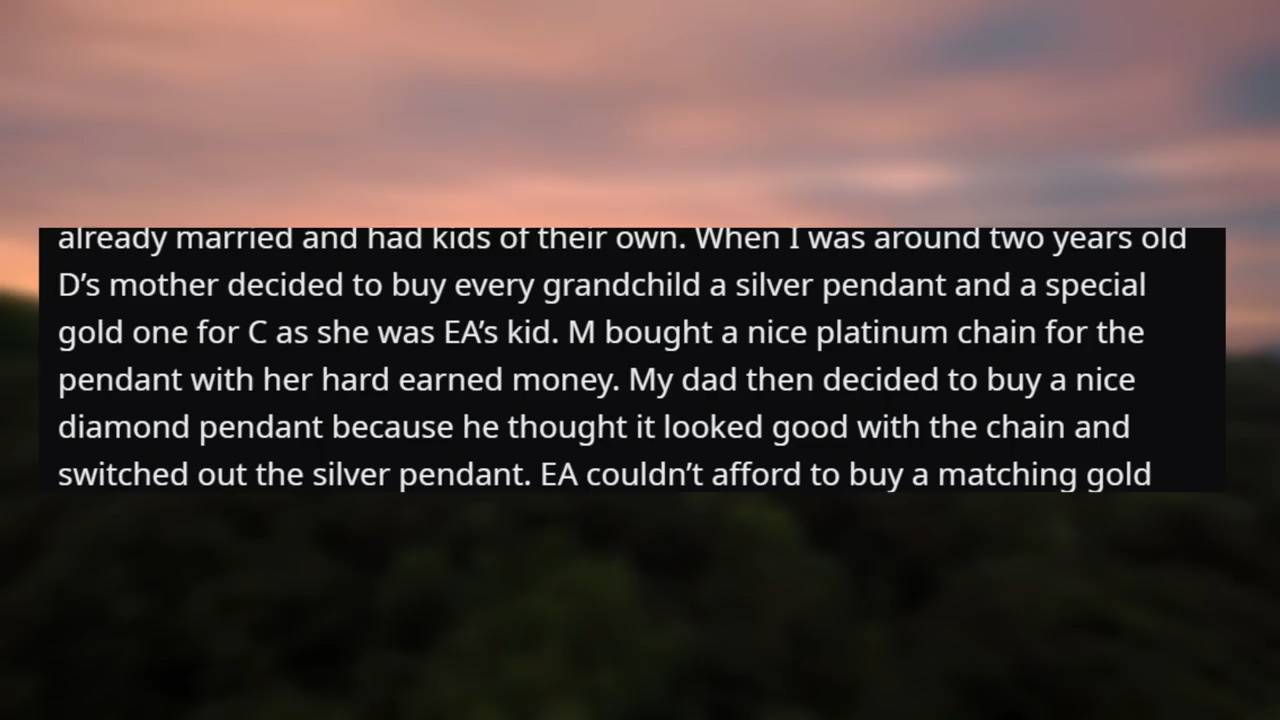 already married and had kids of their own. When I was around two years old
D’s mother decided to buy every grandchild a silver pendant and a special
gold one for C as she was EA’s kid. M bought a nice platinum chain for the
pendant with her hard earned money. My dad then decided to buy a nice
diamond pendant because he thought it looked good with the chain and
switched out the silver pendant. EA couldn’t afford to buy a matching gold